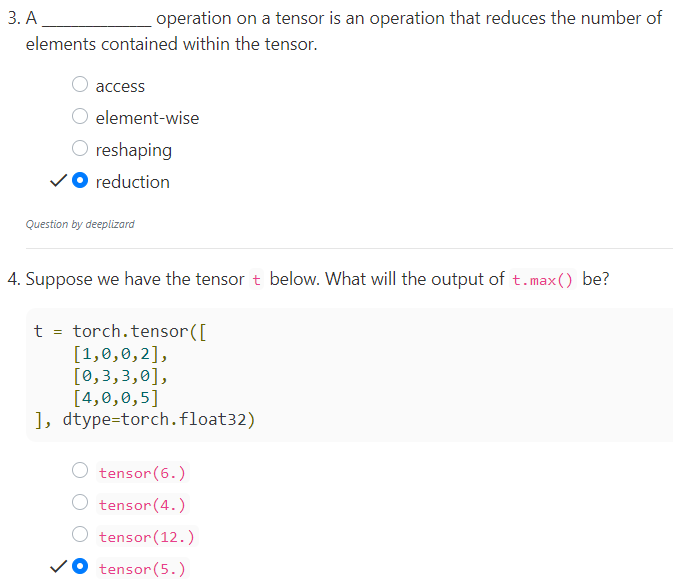 3. A ____________ operation on a tensor is an operation that reduces the number of
elements contained within the tensor.
access
element-wise
reshaping
reduction
Question by deeplizard
4. Suppose we have the tensor t below. What will the output of t.max() be?
t = torch.tensor([
    [1,0,0,2],
    [0,3,3,0],
    [4,0,0,5]
], dtype=torch.float32)
tensor(6.)
tensor(4.)
tensor(12.)
tensor(5.)